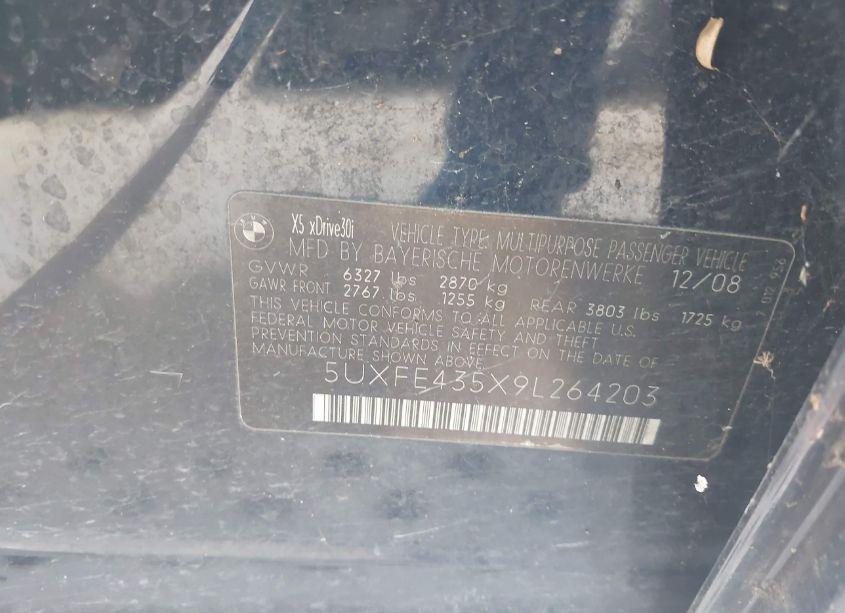 BMW
X5 xDrive30i
VEHICLE TYPE: MULTIPURPOSE PASSENGER VEHICLE
MFD BY BAYERISCHE MOTORENWERKE 12/08
GVWR 6327 lbs 2870 kg
GAWR FRONT 2767 lbs 1255 kg REAR 3803 lbs 1725 kg
THIS VEHICLE CONFORMS TO ALL APPLICABLE U.S.
FEDERAL MOTOR VEHICLE SAFETY AND THEFT
PREVENTION STANDARDS IN EFFECT ON THE DATE OF
MANUFACTURE SHOWN ABOVE.
5UXFE435X9L264203